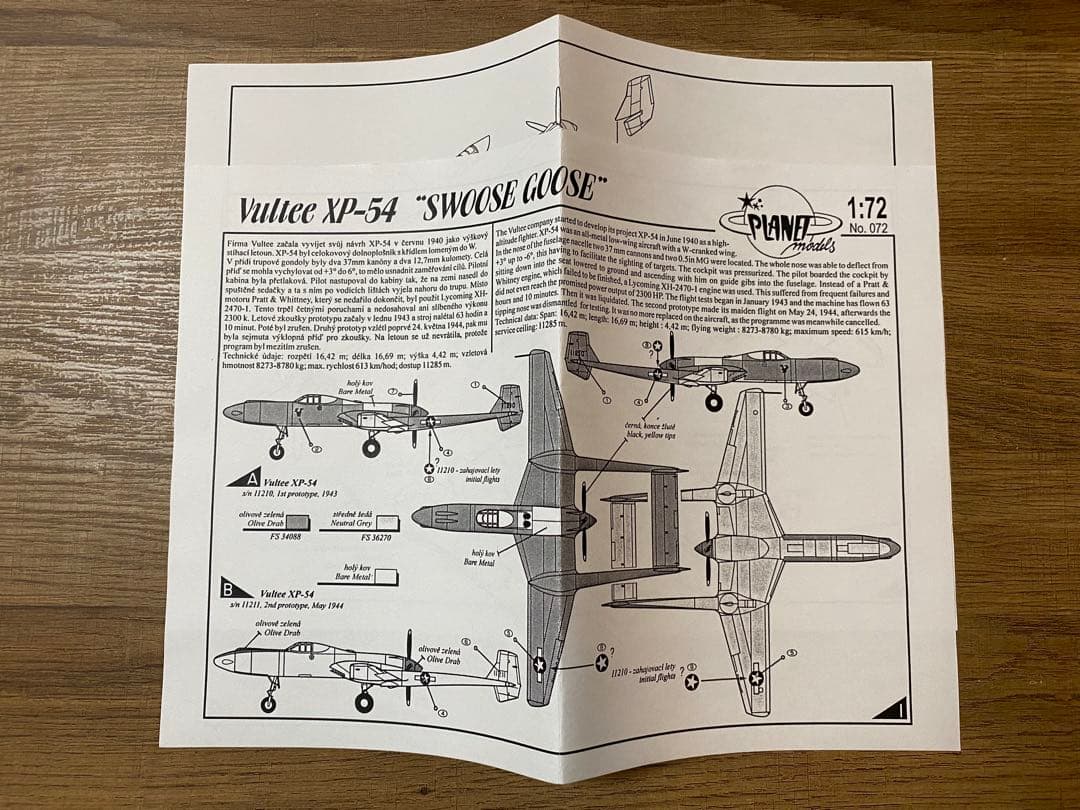 Vultee XP-54 "SWOOSE GOOSE"
PLANET
models
1:72
No. 072
Firma Vultee začala vyvíjet svůj návrh XP-54 v červnu 1940 jako výškový
stíhací letoun. XP-54 byl celokovový dolnoplošník s křídlem lomeným do W.
V přídi trupové gondoly byly dva 37mm kanóny a dva 12,7mm kulomety. Celá
příď se mohla vychylovat od +3° do 6°, to mělo usnadnit zaměřování cílů. Pilotní
kabina byla přetlaková. Pilot nastupoval do kabiny tak, že na zemi nasedl do
spuštěné sedačky a ta s ním po vodících lištách vyjela nahoru do trupu. Místo
motoru Pratt & Whittney, který se nedařilo dokončit, byl použit Lycoming XH-
2470-1. Tento trpěl četnými poruchami a nedosahoval ani slíbeného výkonu
2300 k. Letové zkoušky prototypu začaly v lednu 1943 a stroj nalétal 63 hodin a
10 minut. Poté byl zrušen. Druhý prototyp vzlétl poprvé 24. května 1944, pak mu
byla sejmuta výklopná příď pro zkoušky. Na letoun se už nevrátila, protože
program byl mezitím zrušen.
Technické údaje: rozpětí 16,42 m; délka 16,69 m; výška 4,42 m; vzletová
hmotnost 8273-8780 kg; max. rychlost 613 km/hod; dostup 11285 m.
The Vultee company started to develop its project XP-54 in June 1940 as a high-
altitude fighter. XP-54 was an all-metal low-wing aircraft with a W-cranked wing.
In the nose of the fuselage nacelle two 37 mm cannons and two 0.5in MG were located. The whole nose was able to deflect from
+3° up to -6°, this having to facilitate the sighting of targets. The cockpit was pressurized. The pilot boarded the cockpit by
sitting down into the seat lowered to ground and ascending with him on guide gibs into the fuselage. Instead of a Pratt &
Whitney engine, which failed to be finished, a Lycoming XH-2470-1 engine was used. This suffered from frequent failures and
did even not reach the promised power output of 2300 HP. The flight tests began in January 1943 and the machine has flown 63
hours and 10 minutes. Then it was liquidated. The second prototype made its maiden flight on May 24, 1944, afterwards the
tipping nose was dismantled for testing. It was no more replaced on the aircraft, as the programme was meanwhile cancelled.
Technical data: Span: 16,42 m; length: 16,69 m; height : 4,42 m; flying weight : 8273-8780 kg; maximum speed: 615 km/h;
service ceiling: 11285 m.
holý kov
Bare Metal
2
1
2
4
?
8
11210 - zahajovací lety
initial flights
8
?
1
4
3
černá, konce žluté
black, yellow tips
A
Vultee XP-54
s/n 11210, 1st prototype, 1943
olivově zelená
Olive Drab
FS 34088
středně šedá
Neutral Grey
FS 36270
holý kov
Bare Metal
holý kov
Bare Metal
B
Vultee XP-54
s/n 11211, 2nd prototype, May 1944
olivově zelená
Olive Drab
olivově zelená
Olive Drab
6
4
5
8
?
11210 - zahajovací lety
initial flights
?
8
5
1